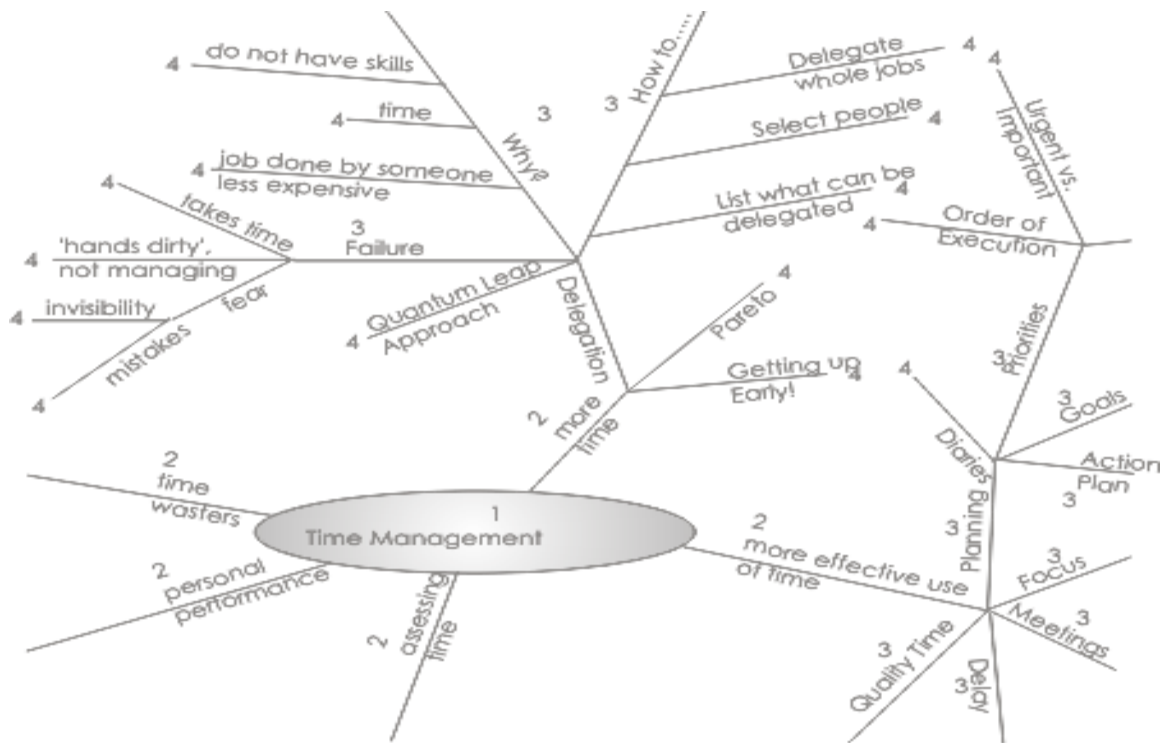 do not have skills
4
time
4
job done by someone
less expensive
4
Why?
3
How to.....
3
Delegate
whole jobs
4
Select people
4
List what can be
delegated
4
Urgent vs.
Important
4
Order of
Execution
4
takes time
4
'hands dirty',
not managing
4
invisibility
4
mistakes
4
fear
3
Failure
Quantum Leap
Approach
4
Delegation
Pareto
4
Getting up
Early!
4
2
more
time
Priorities
3
Diaries
4
3
Goals
Action
Plan
3
Planning
3
2
time
wasters
1
Time Management
2
personal
performance
2
assessing
time
2
more effective use
of time
3
Focus
3
Meetings
3
Quality Time
3
Delay